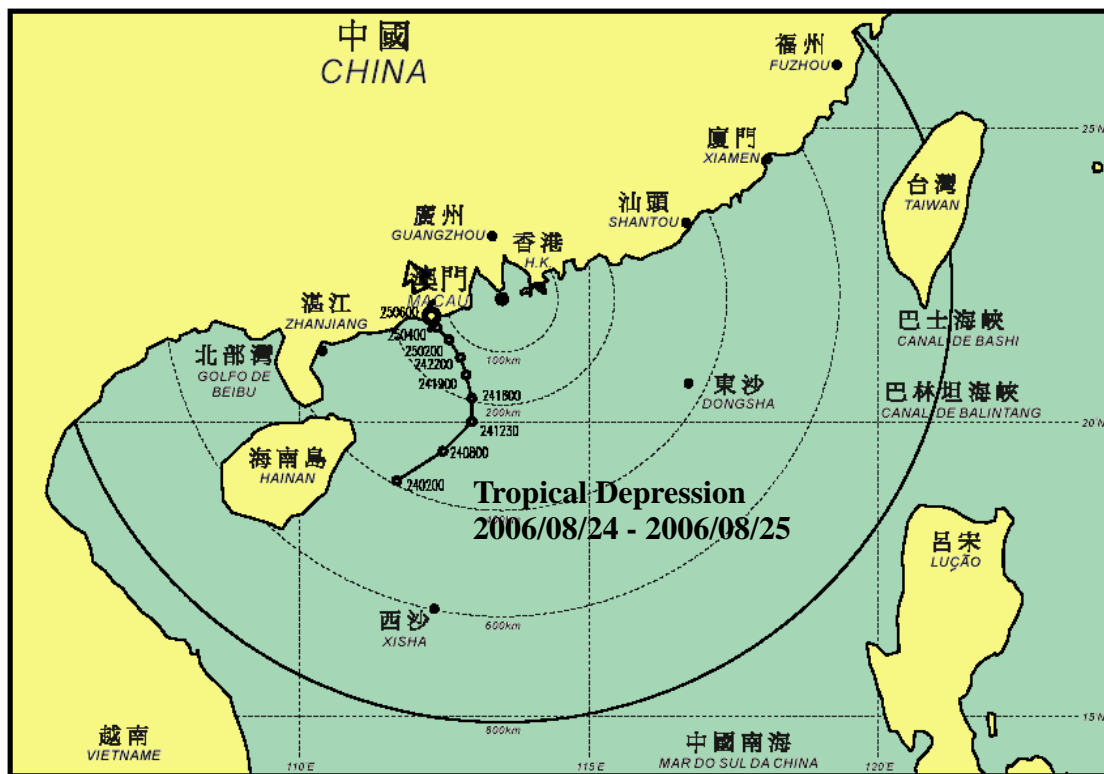 中國
CHINA
福州
FUZHOU
25 N
廈門
XIAMEN
台灣
TAIWAN
汕頭
SHANTOU
廣州
GUANGZHOU
香港
H.K.
澳門
MACAU
湛江
ZHANJIANG
250600
250400
250200
242200
241900
241600
241230
240800
240200
北部灣
GOLFO DE
BEIBU
100km
200km
巴士海峽
CANAL DE BASHI
東沙
DONGSHA
巴林坦海峽
CANAL DE BALINTANG
20 N
海南島
HAINAN
Tropical Depression
2006/08/24 - 2006/08/25
400km
呂宋
LUÇÃO
西沙
XISHA
600km
15 N
800km
越南
VIETNAME
中國南海
MAR DO SUL DA CHINA
110 E
115 E
120 E